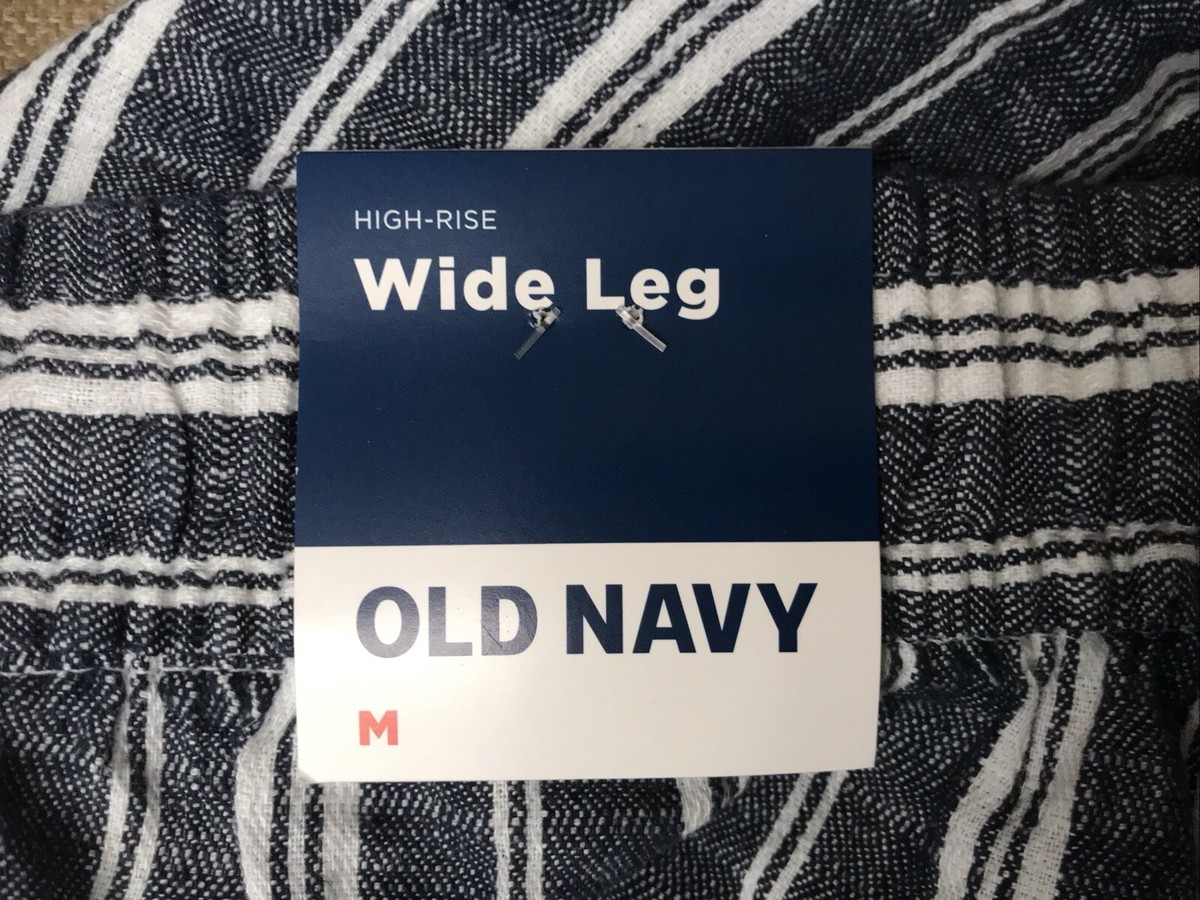 HIGH-RISE
Wide Leg
OLD NAVY
M